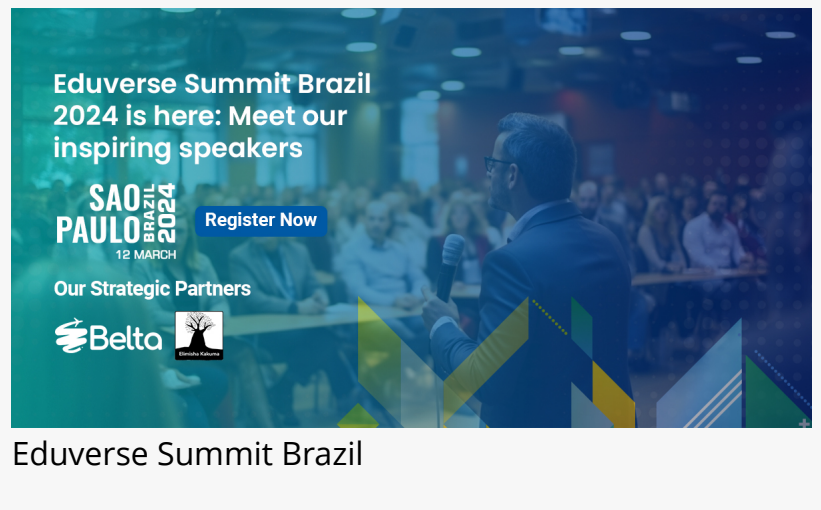 Eduverse Summit Brazil
2024 is here: Meet our
inspiring speakers
SAO
PAULO
BRAZIL
2024
12 MARCH
Register Now
Our Strategic Partners
Belta
Elimisha Kakuma
Eduverse Summit Brazil